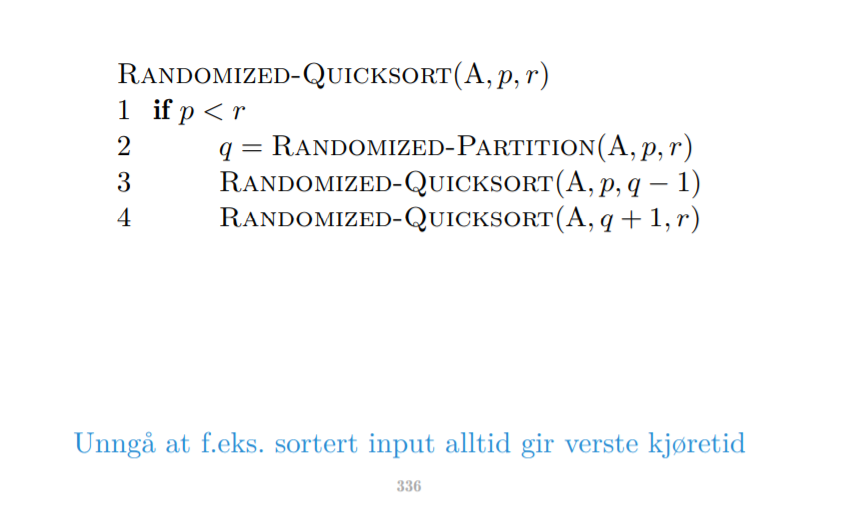 RANDOMIZED-QUICKSORT(A, p, r)
1 if p < r
2 q = RANDOMIZED-PARTITION(A, p, r)
3 RANDOMIZED-QUICKSORT(A, p, q − 1)
4 RANDOMIZED-QUICKSORT(A, q + 1, r)
Unngå at f.eks. sortert input alltid gir verste kjøretid
336